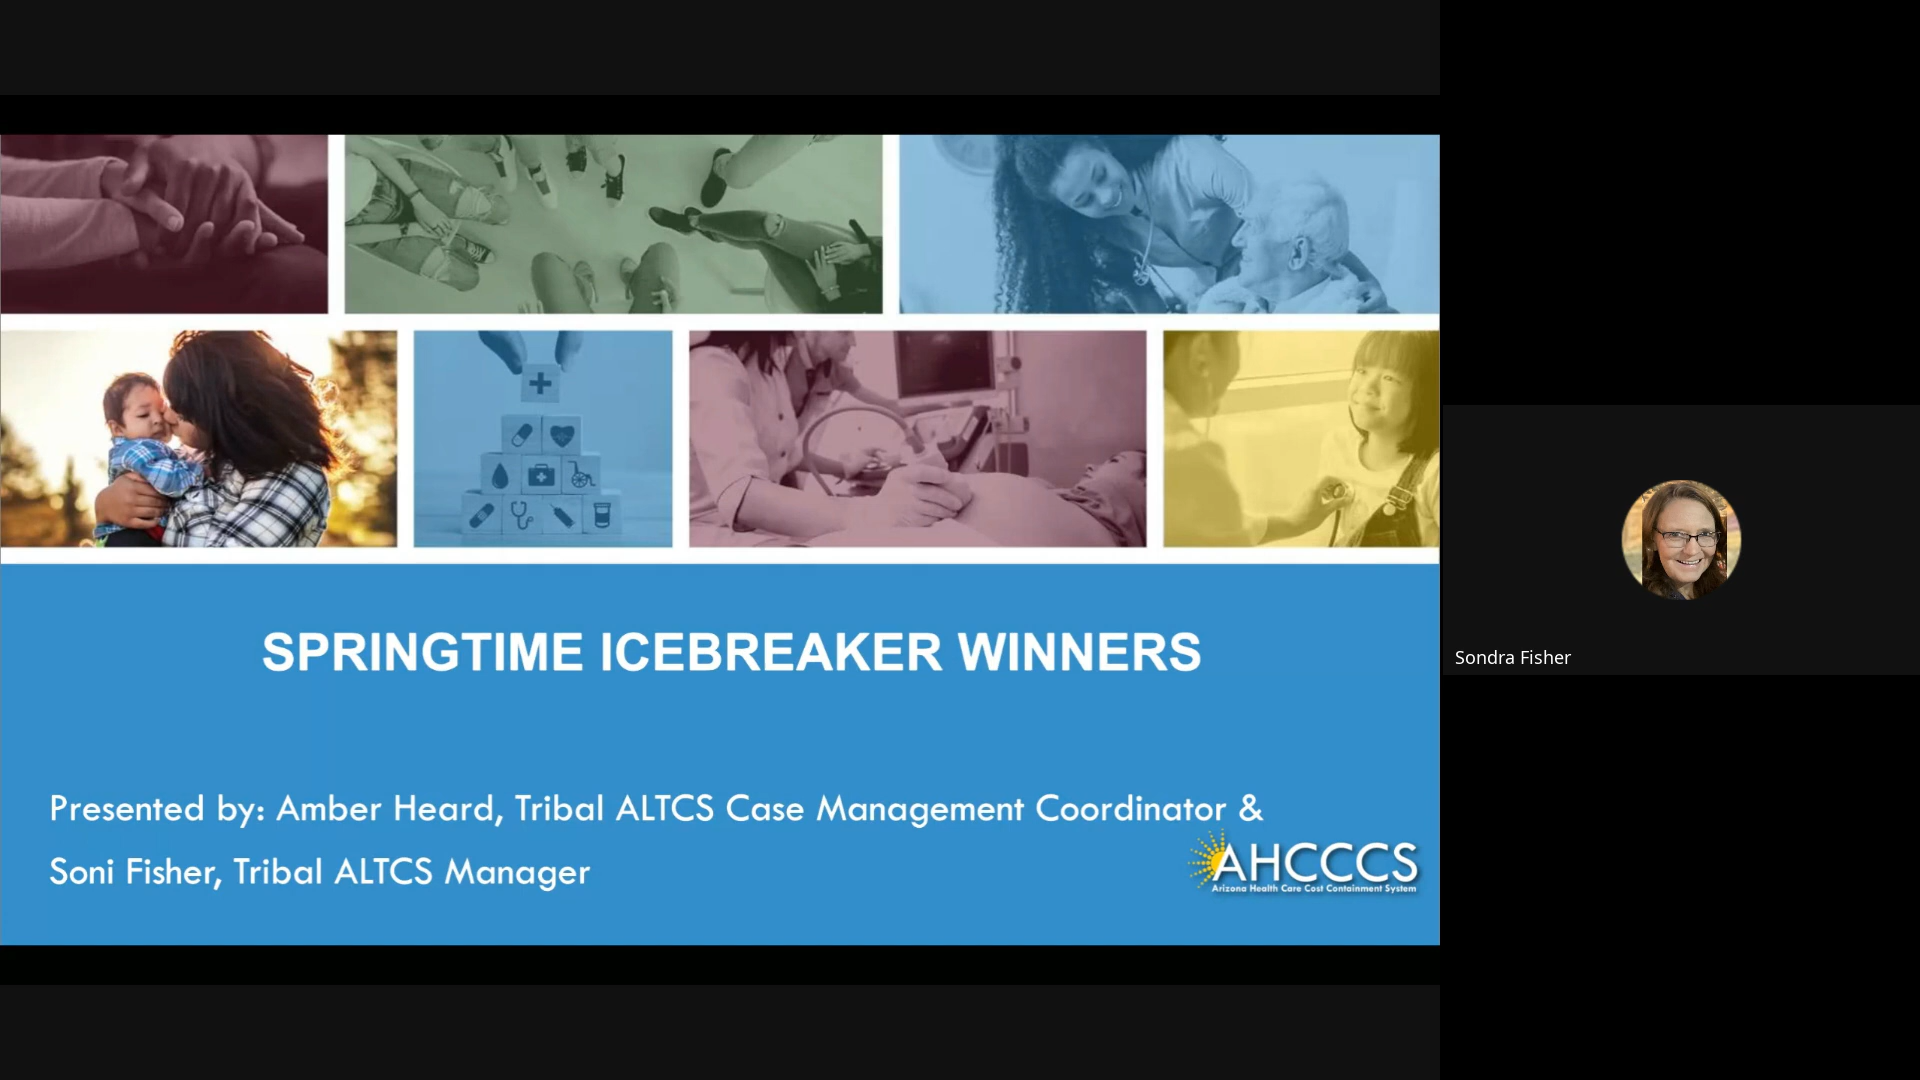 SPRINGTIME ICEBREAKER WINNERS
Presented by: Amber Heard, Tribal ALTCS Case Management Coordinator &
Soni Fisher, Tribal ALTCS Manager
AHCCCS
Arizona Health Care Cost Containment System
Sondra Fisher